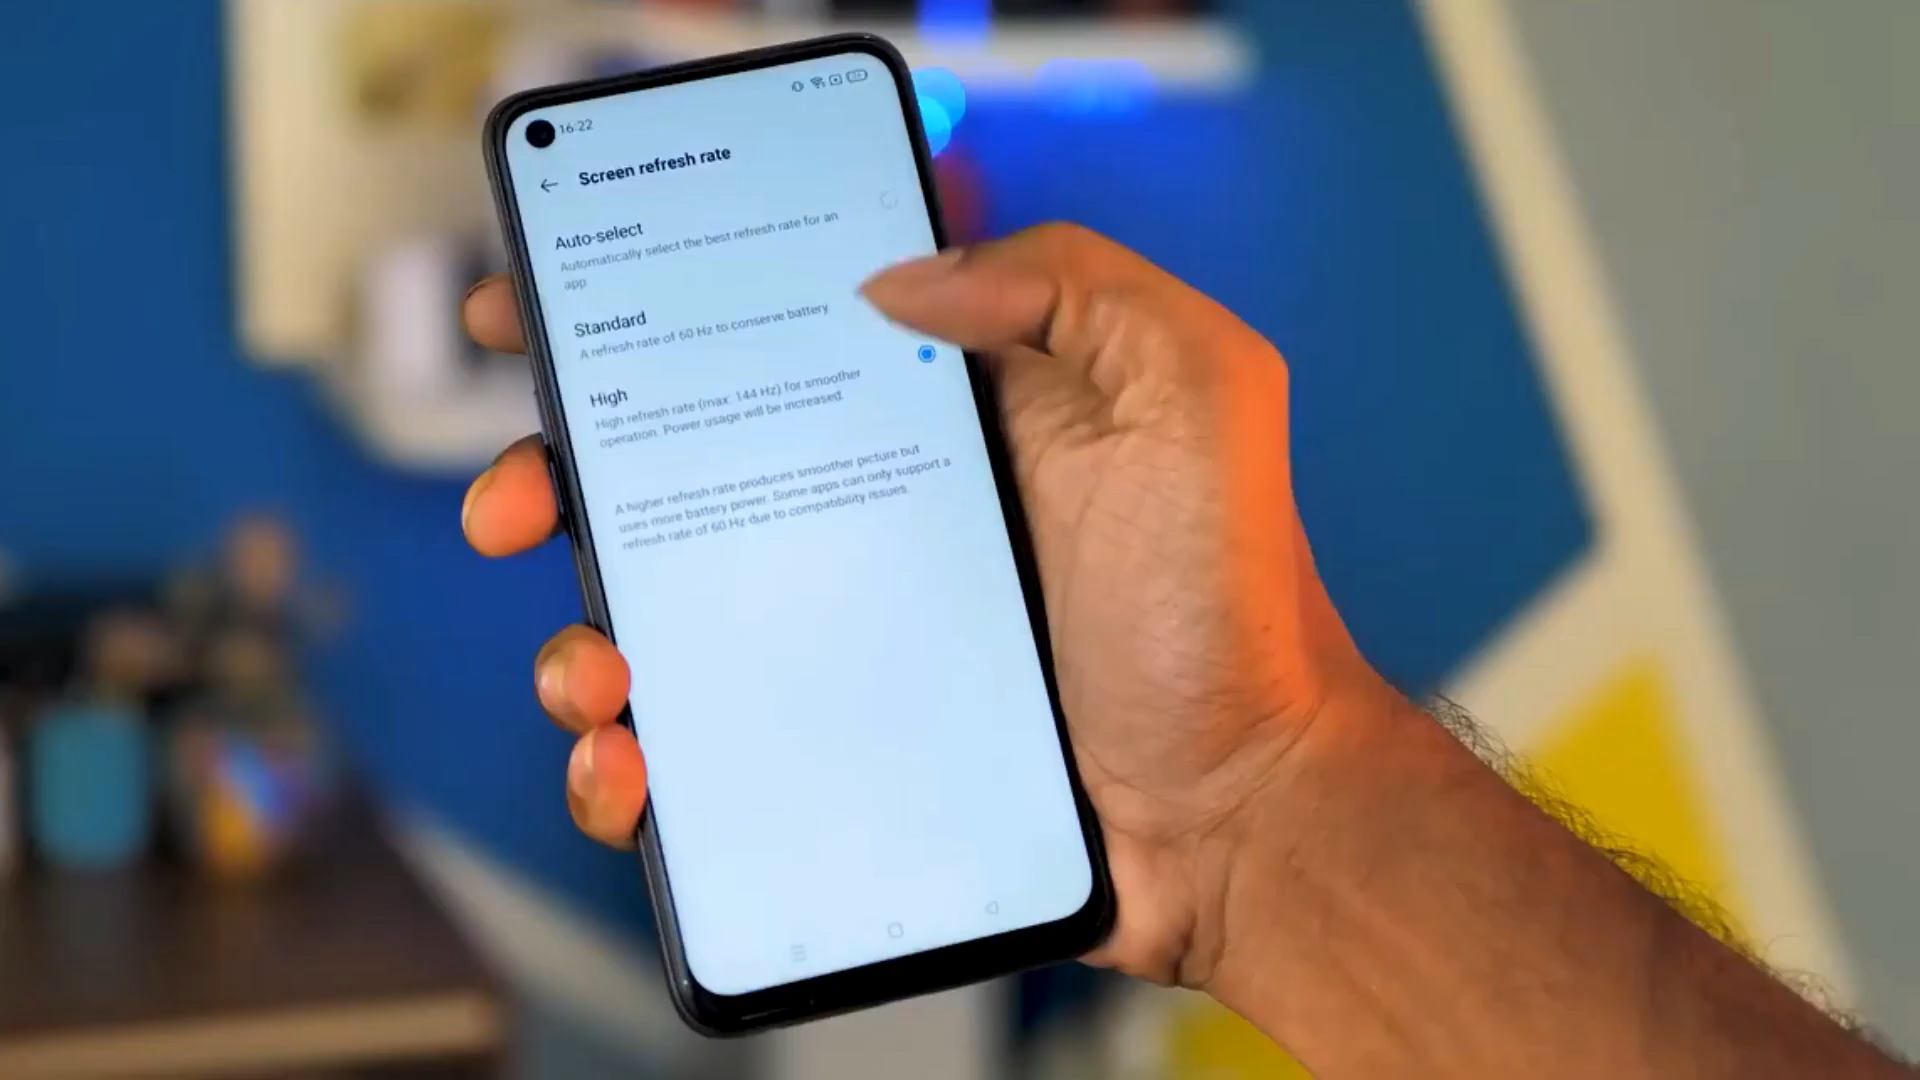 16:22
Screen refresh rate
Auto-select
Automatically select the best refresh rate for an
app
Standard
A refresh rate of 60 Hz to conserve battery
High
High refresh rate (max: 144 Hz) for smoother
operation. Power usage will be increased.
A higher refresh rate produces smoother picture but
uses more battery power. Some apps can only support a
refresh rate of 60 Hz due to compatibility issues.